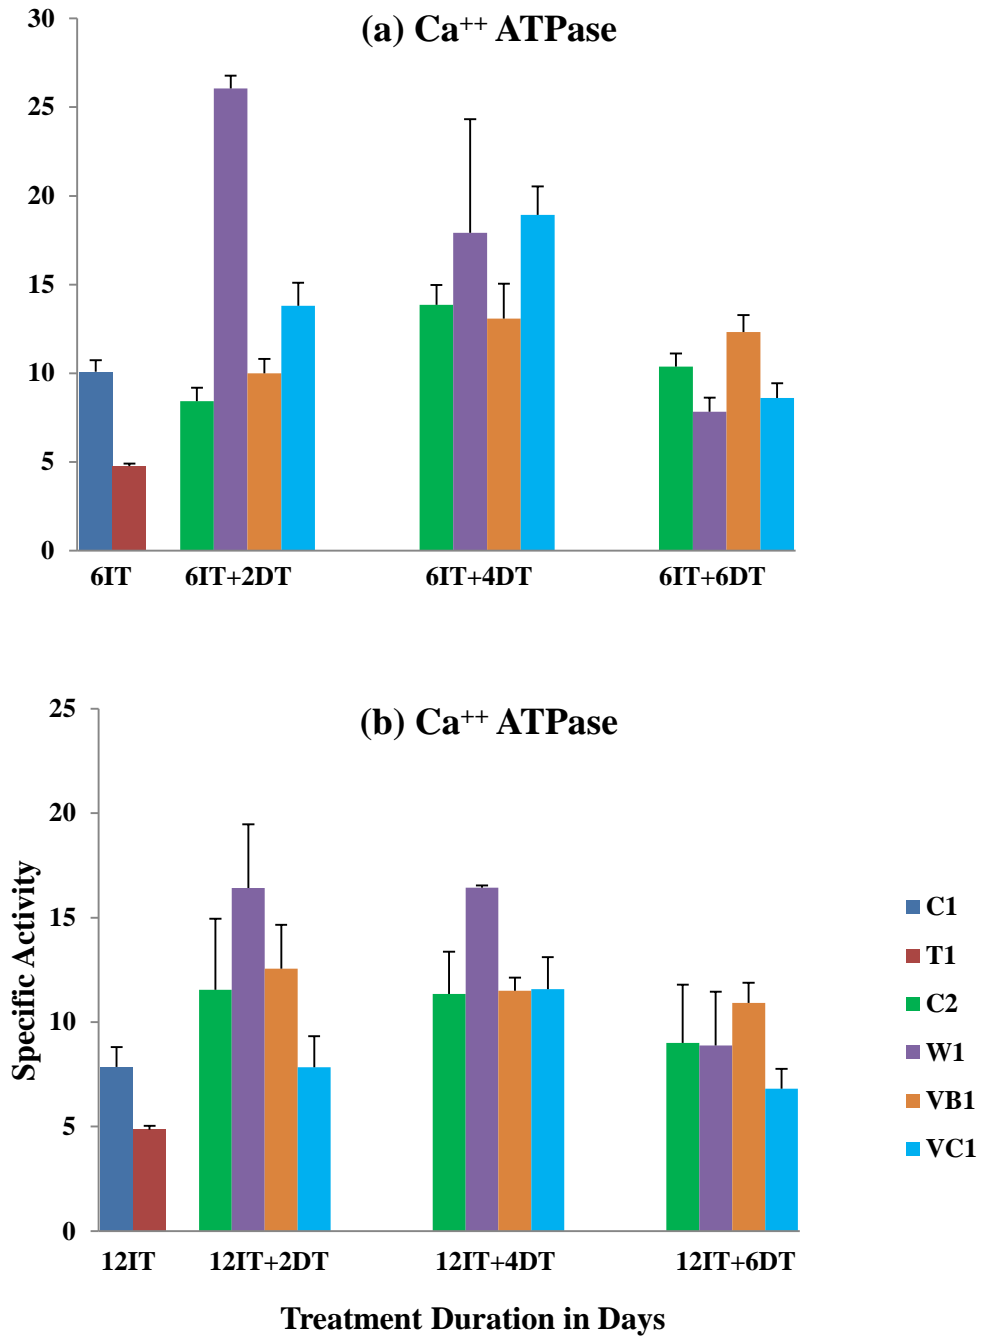 (a) Ca⁺⁺ ATPase
30
25
20
15
10
5
0
6IT 6IT+2DT 6IT+4DT 6IT+6DT
(b) Ca⁺⁺ ATPase
25
20
15
10
5
0
Specific Activity
12IT 12IT+2DT 12IT+4DT 12IT+6DT
Treatment Duration in Days
C1
T1
C2
W1
VB1
VC1